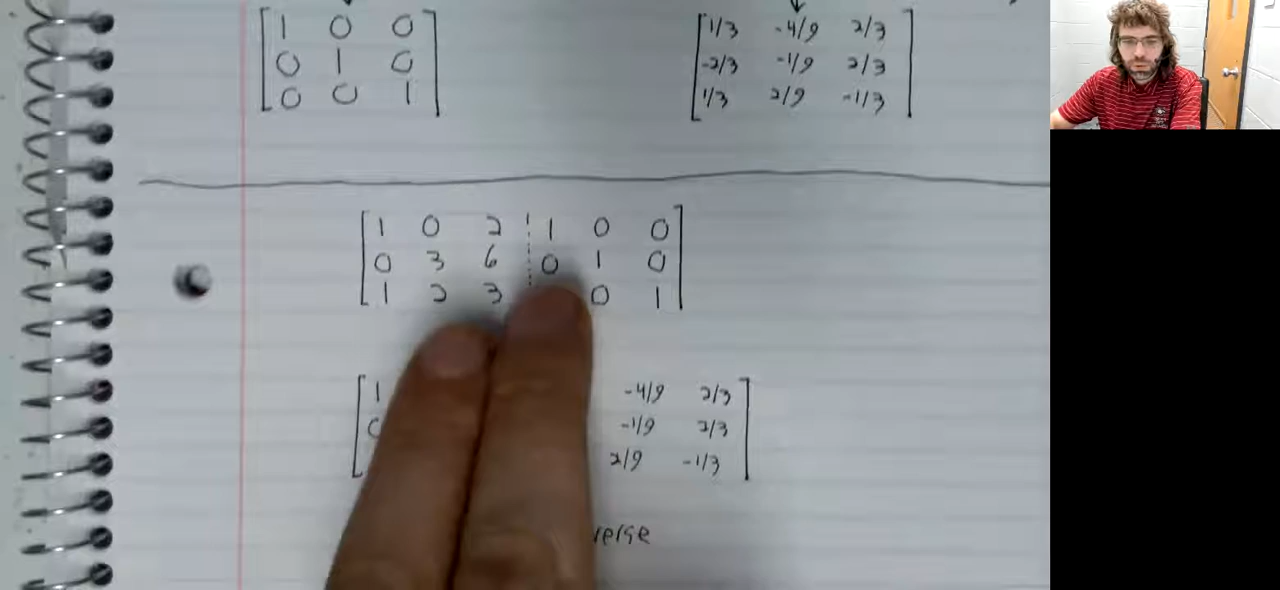 1 0 0
0 1 0
0 0 1
1/3 -4/9 2/3
-2/3 -1/9 2/3
1/3 2/9 -1/3
1 0 2 1 0 0
0 3 6 0 1 0
1 2 3 0 1
1 -4/9 2/3
0 -1/9 2/3
2/9 -1/3
verse